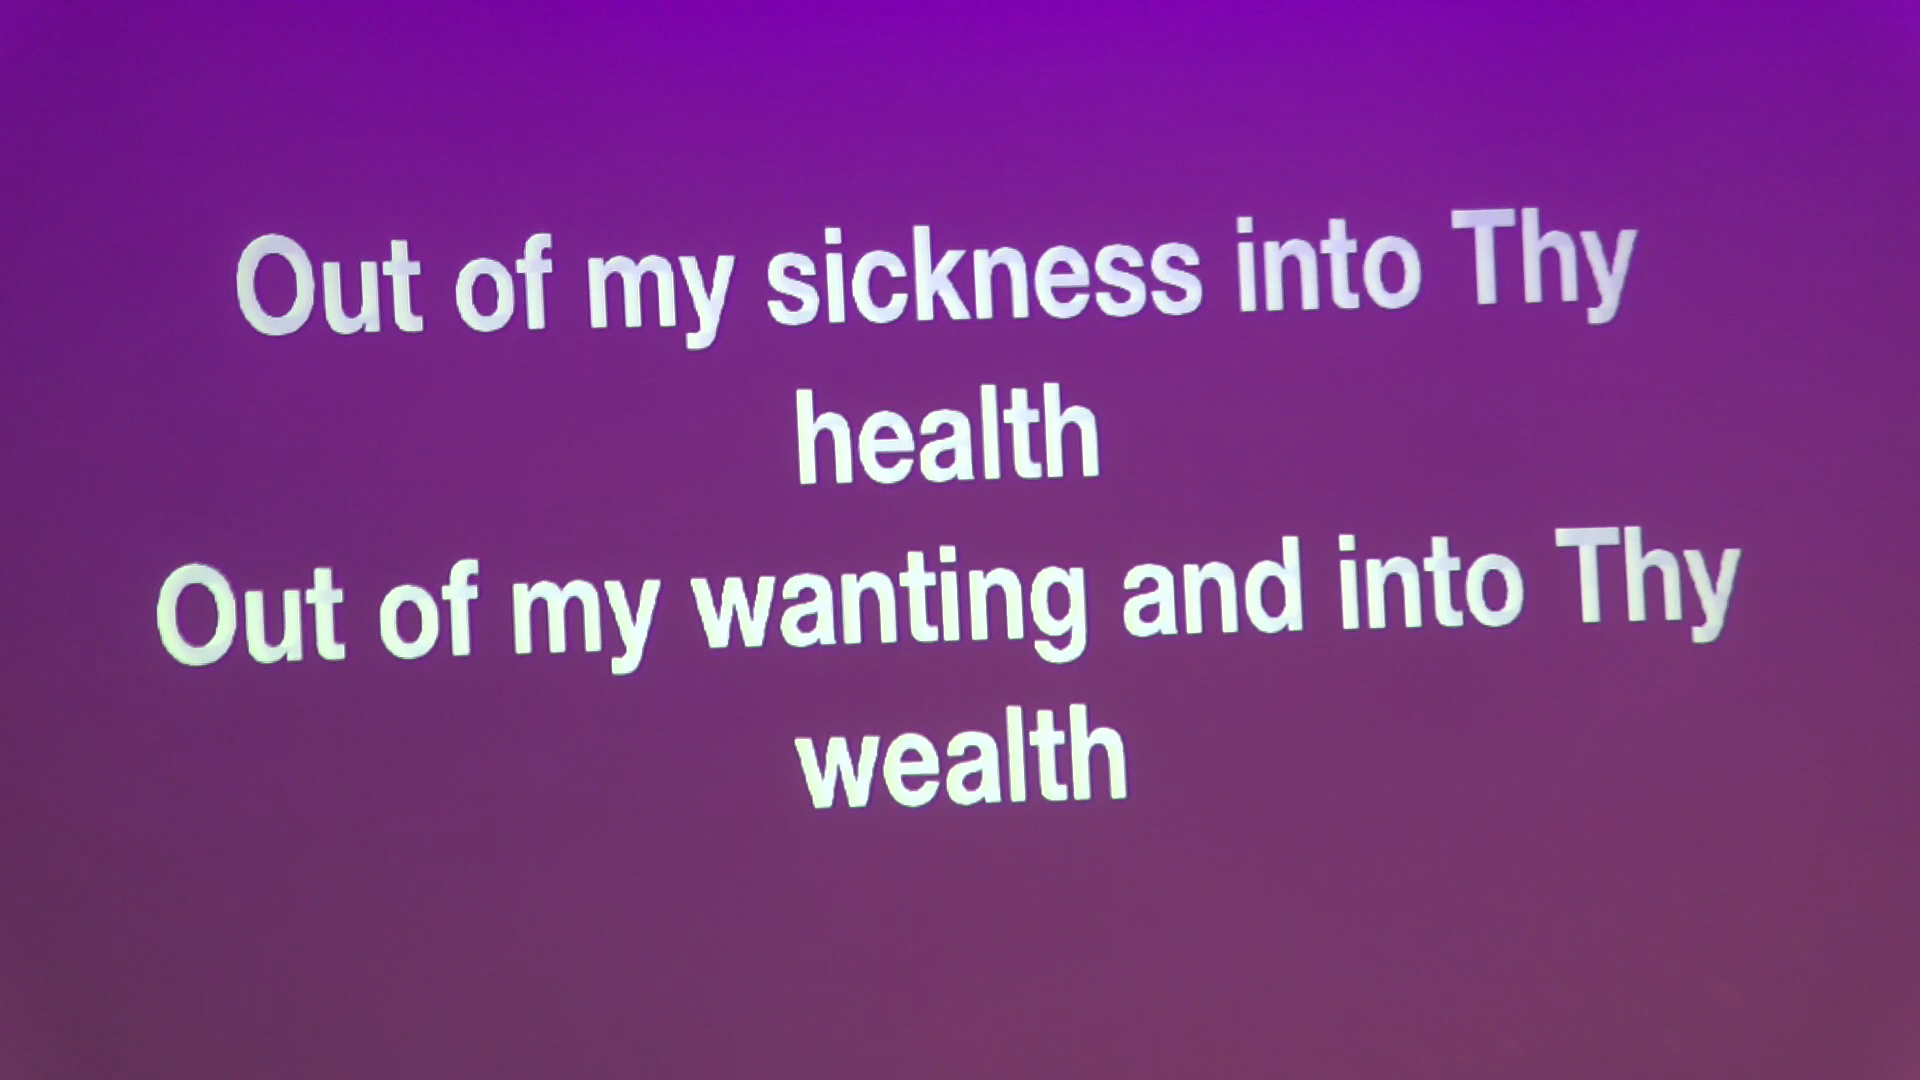 Out of my sickness into Thy
health
Out of my wanting and into Thy
wealth